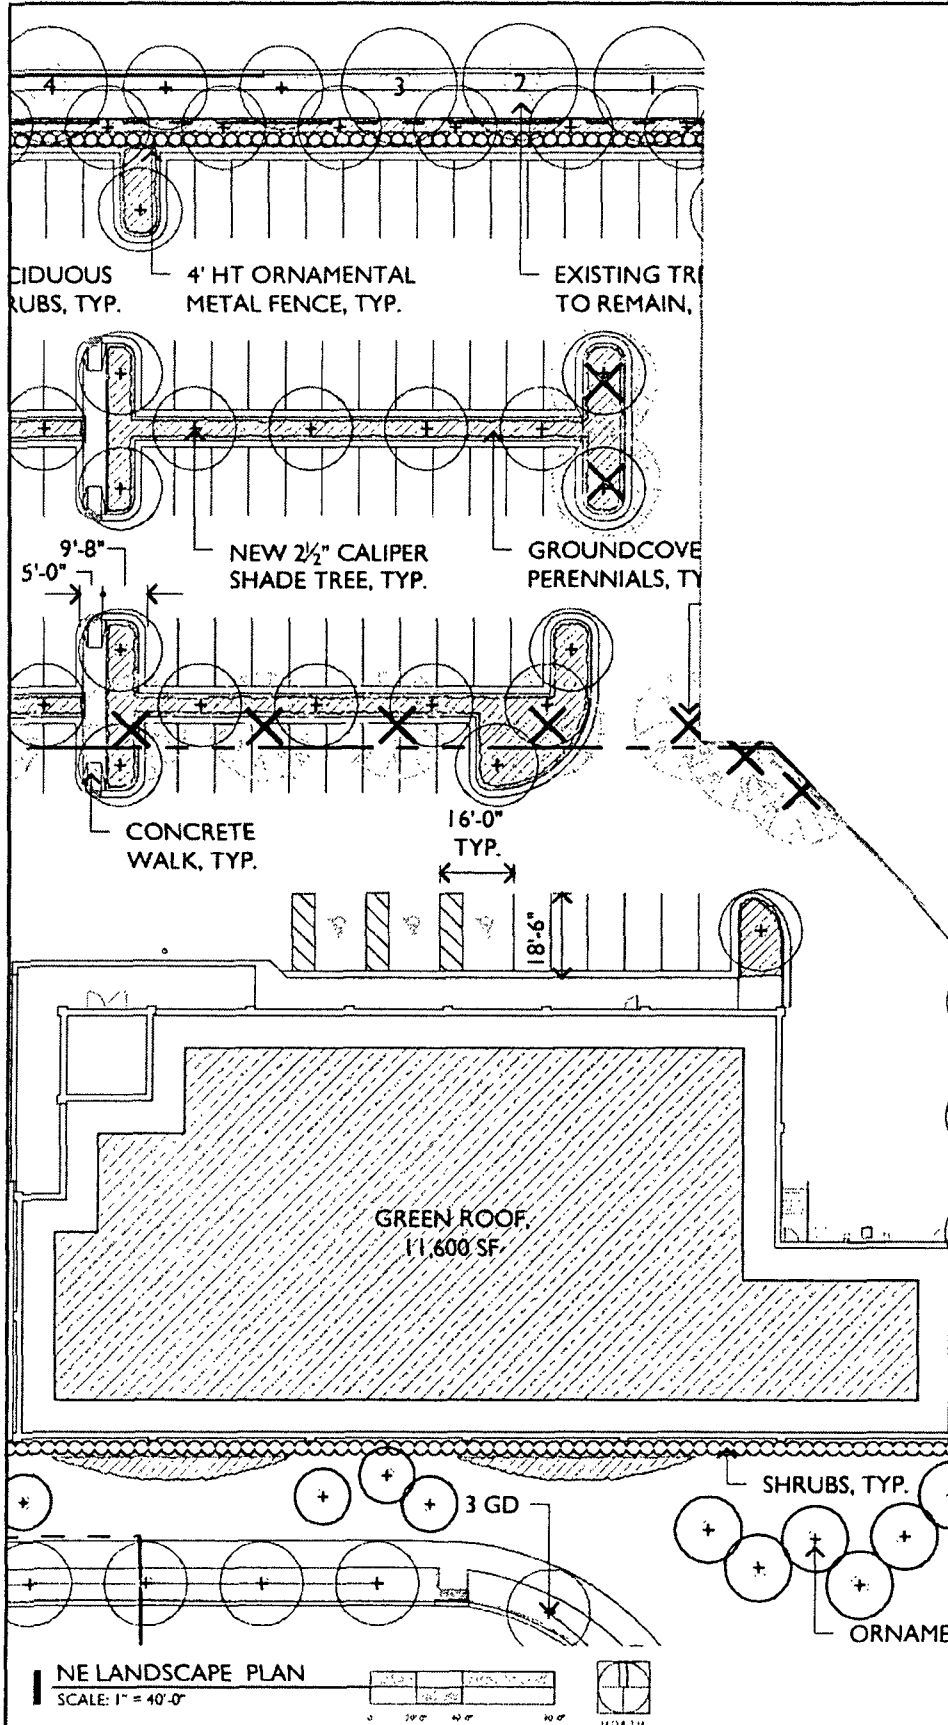 4
3
2
1
CIDUOUS
RUBS, TYP.
4' HT ORNAMENTAL
METAL FENCE, TYP.
EXISTING TR
TO REMAIN,
9'-8"
5'-0"
NEW 2½" CALIPER
SHADE TREE, TYP.
GROUNDCOVE
PERENNIALS, TY
CONCRETE
WALK, TYP.
16'-0"
TYP.
18'-6"
GREEN ROOF,
11,600 SF
SHRUBS, TYP.
3 GD
ORNAME
NE LANDSCAPE PLAN
SCALE: 1" = 40'-0"